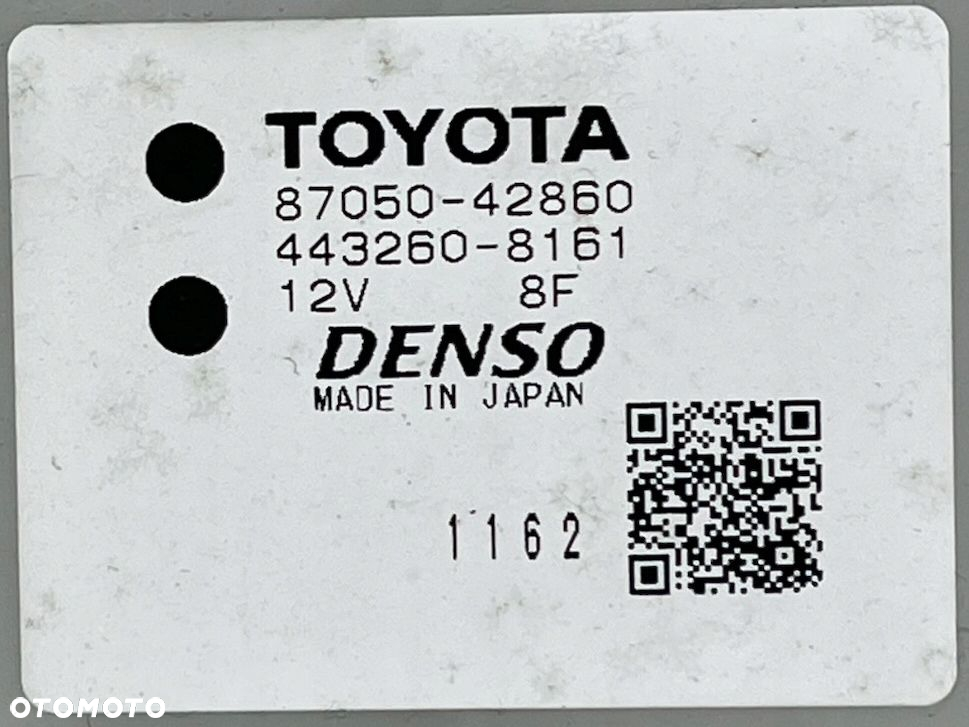 TOYOTA
87050-42860
443260-8161
12V 8F
DENSO
MADE IN JAPAN
1162
OTOMOTO